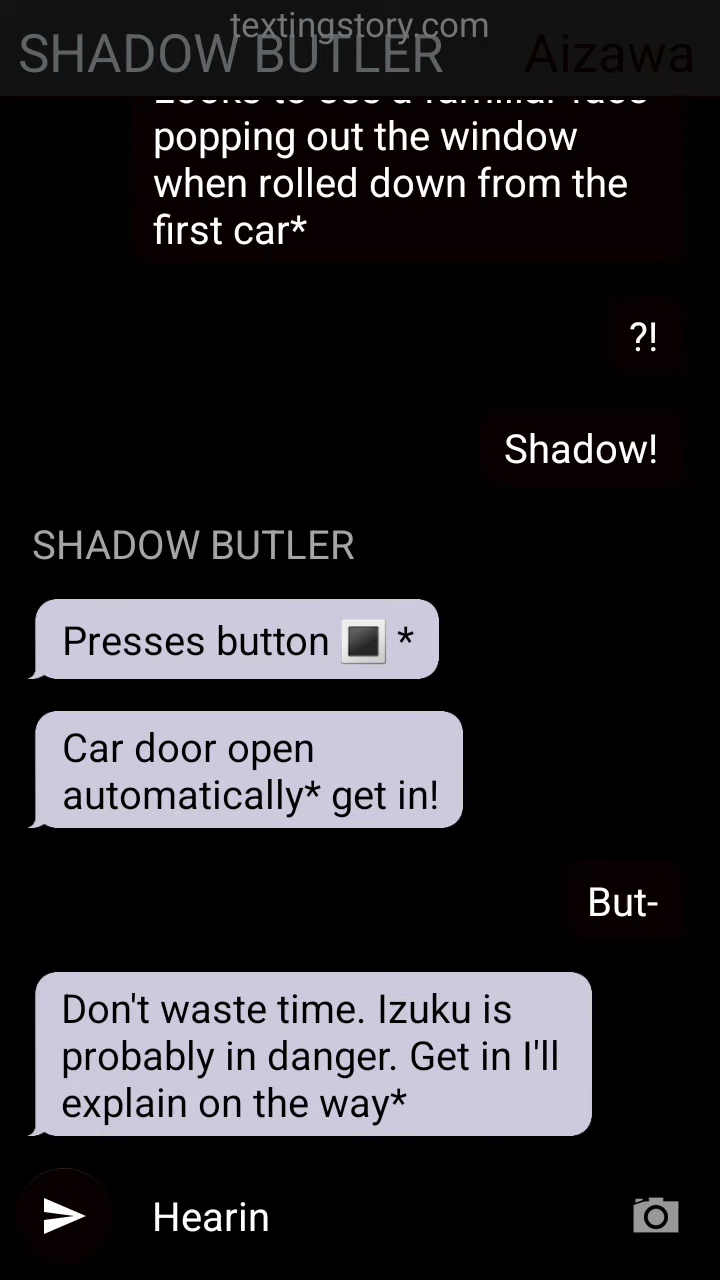 textingstory.com
SHADOW BUTLER Aizawa
popping out the window
when rolled down from the
first car*
?!
Shadow!
SHADOW BUTLER
Presses button 🔳 *
Car door open
automatically* get in!
But-
Don't waste time. Izuku is
probably in danger. Get in I'll
explain on the way*
Hearin